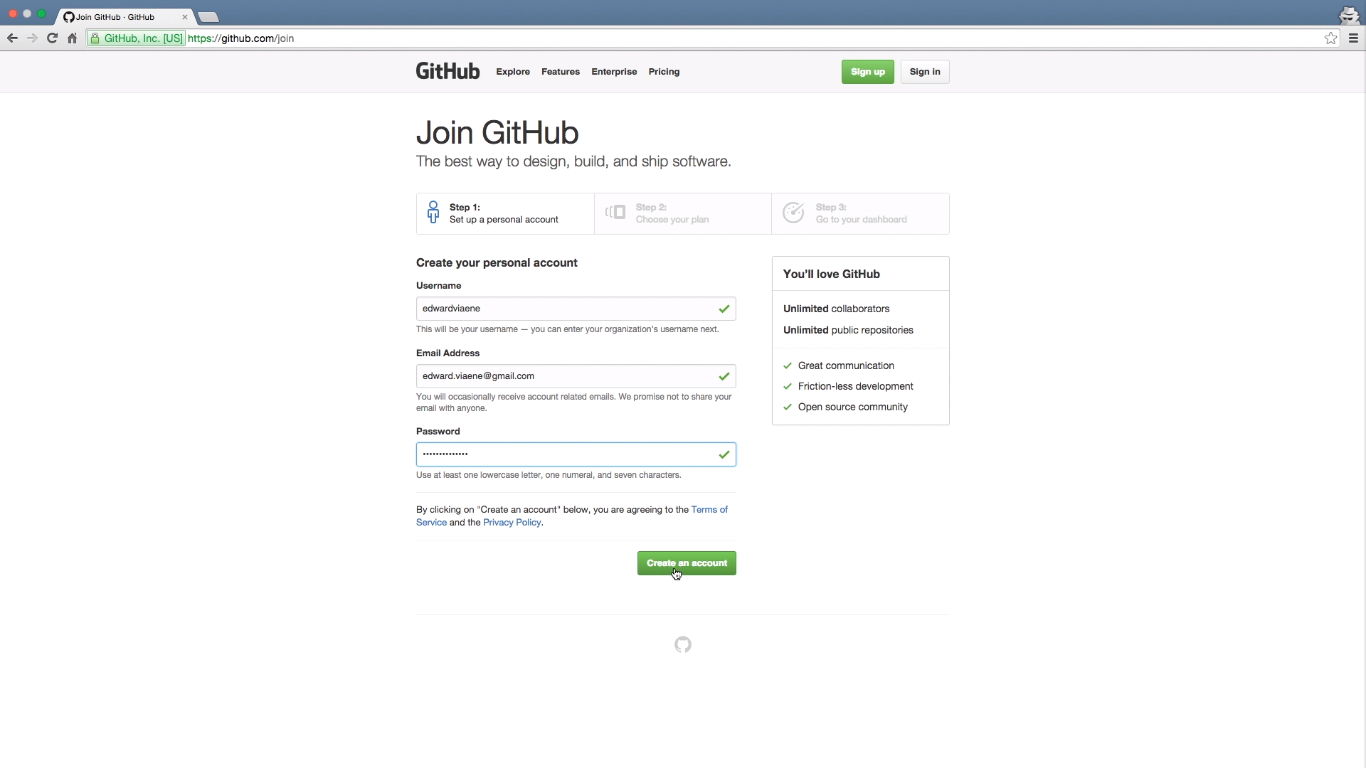 Join GitHub · GitHub
GitHub, Inc. [US] https://github.com/join
GitHub Explore Features Enterprise Pricing Sign up Sign in
Join GitHub
The best way to design, build, and ship software.
Step 1:
Set up a personal account
Step 2:
Choose your plan
Step 3:
Go to your dashboard
Create your personal account
Username
edwardviaene
This will be your username — you can enter your organization's username next.
Email Address
edward.viaene@gmail.com
You will occasionally receive account related emails. We promise not to share your
email with anyone.
Password
Use at least one lowercase letter, one numeral, and seven characters.
By clicking on "Create an account" below, you are agreeing to the Terms of
Service and the Privacy Policy.
Create an account
You'll love GitHub
Unlimited collaborators
Unlimited public repositories
Great communication
Friction-less development
Open source community